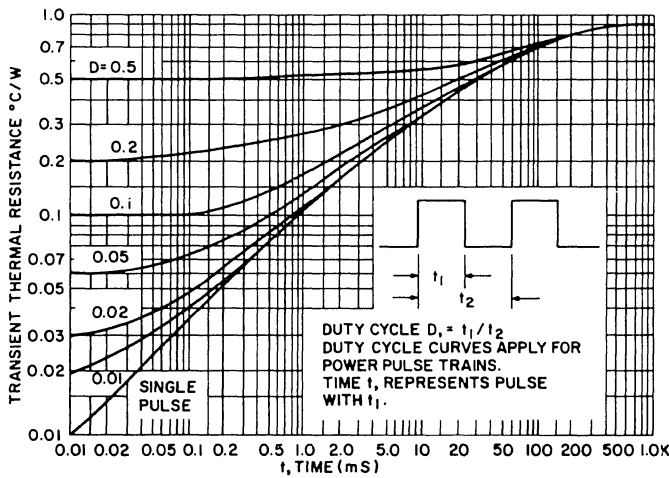 TRANSIENT THERMAL RESISTANCE °C/W
1.0
0.7
0.5
0.3
0.2
0.1
0.07
0.05
0.03
0.02
0.01
D=0.5
0.2
0.1
0.05
0.02
0.01
SINGLE
PULSE
t₁
t₂
DUTY CYCLE D, = t₁/t₂
DUTY CYCLE CURVES APPLY FOR
POWER PULSE TRAINS.
TIME t, REPRESENTS PULSE
WITH t₁.
0.01 0.02 0.05 0.1 0.2 0.5 1.0 2.0 5.0 10 20 50 100 200 500 1.0K
t, TIME (mS)